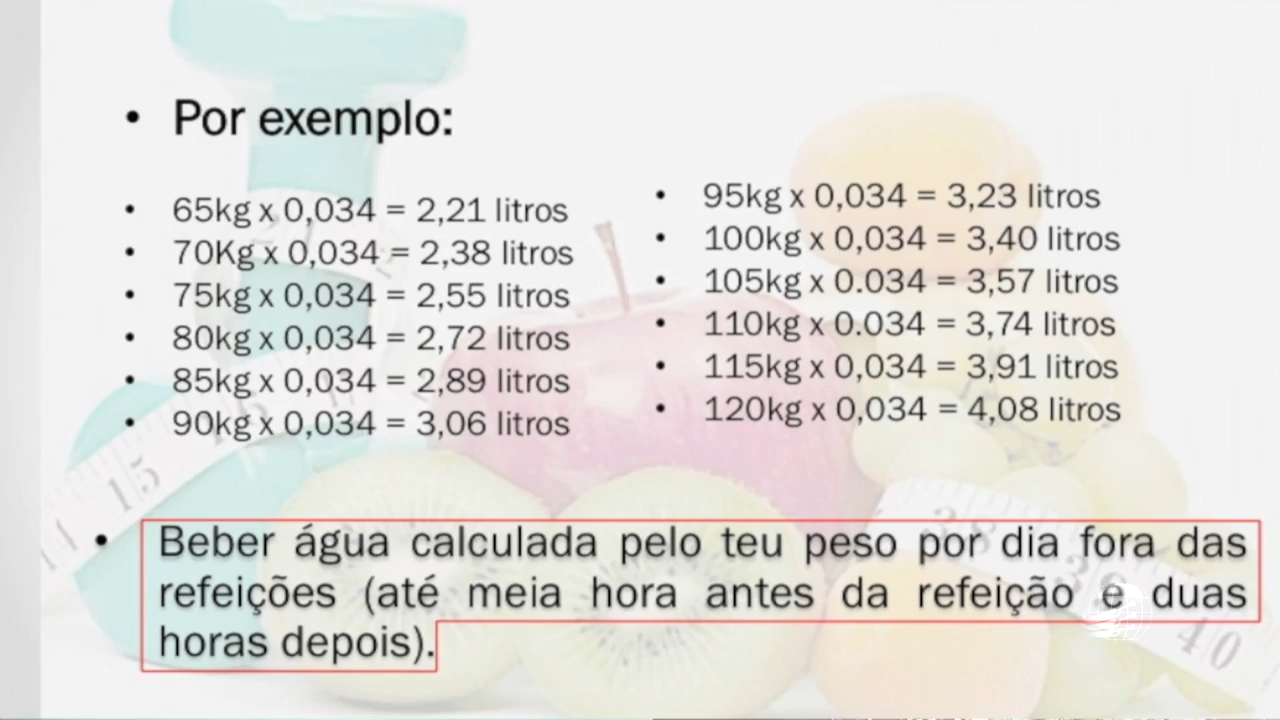 • Por exemplo:
• 65kg x 0,034 = 2,21 litros
• 70Kg x 0,034 = 2,38 litros
• 75kg x 0,034 = 2,55 litros
• 80kg x 0,034 = 2,72 litros
• 85kg x 0,034 = 2,89 litros
• 90kg x 0,034 = 3,06 litros
• 95kg x 0,034 = 3,23 litros
• 100kg x 0,034 = 3,40 litros
• 105kg x 0.034 = 3,57 litros
• 110kg x 0.034 = 3,74 litros
• 115kg x 0,034 = 3,91 litros
• 120kg x 0,034 = 4,08 litros
• Beber água calculada pelo teu peso por dia fora das
refeições (até meia hora antes da refeição e duas
horas depois).
15
38
39
40